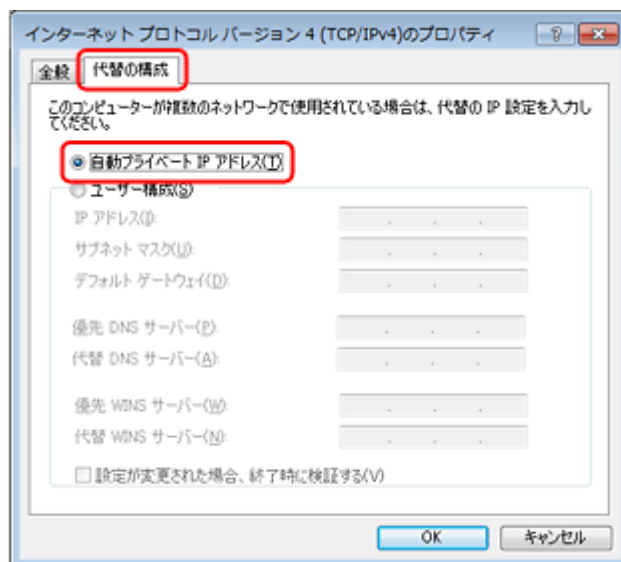 インターネット プロトコル バージョン 4 (TCP/IPv4)のプロパティ
全般
代替の構成
このコンピューターが複数のネットワークで使用されている場合は、代替の IP 設定を入力し
てください。
自動プライベート IP アドレス(T)
ユーザー構成(S)
IP アドレス(I):
サブネット マスク(U):
デフォルト ゲートウェイ(D):
優先 DNS サーバー(P):
代替 DNS サーバー(A):
優先 WINS サーバー(W):
代替 WINS サーバー(N):
設定が変更された場合、終了時に検証する(V)
OK
キャンセル